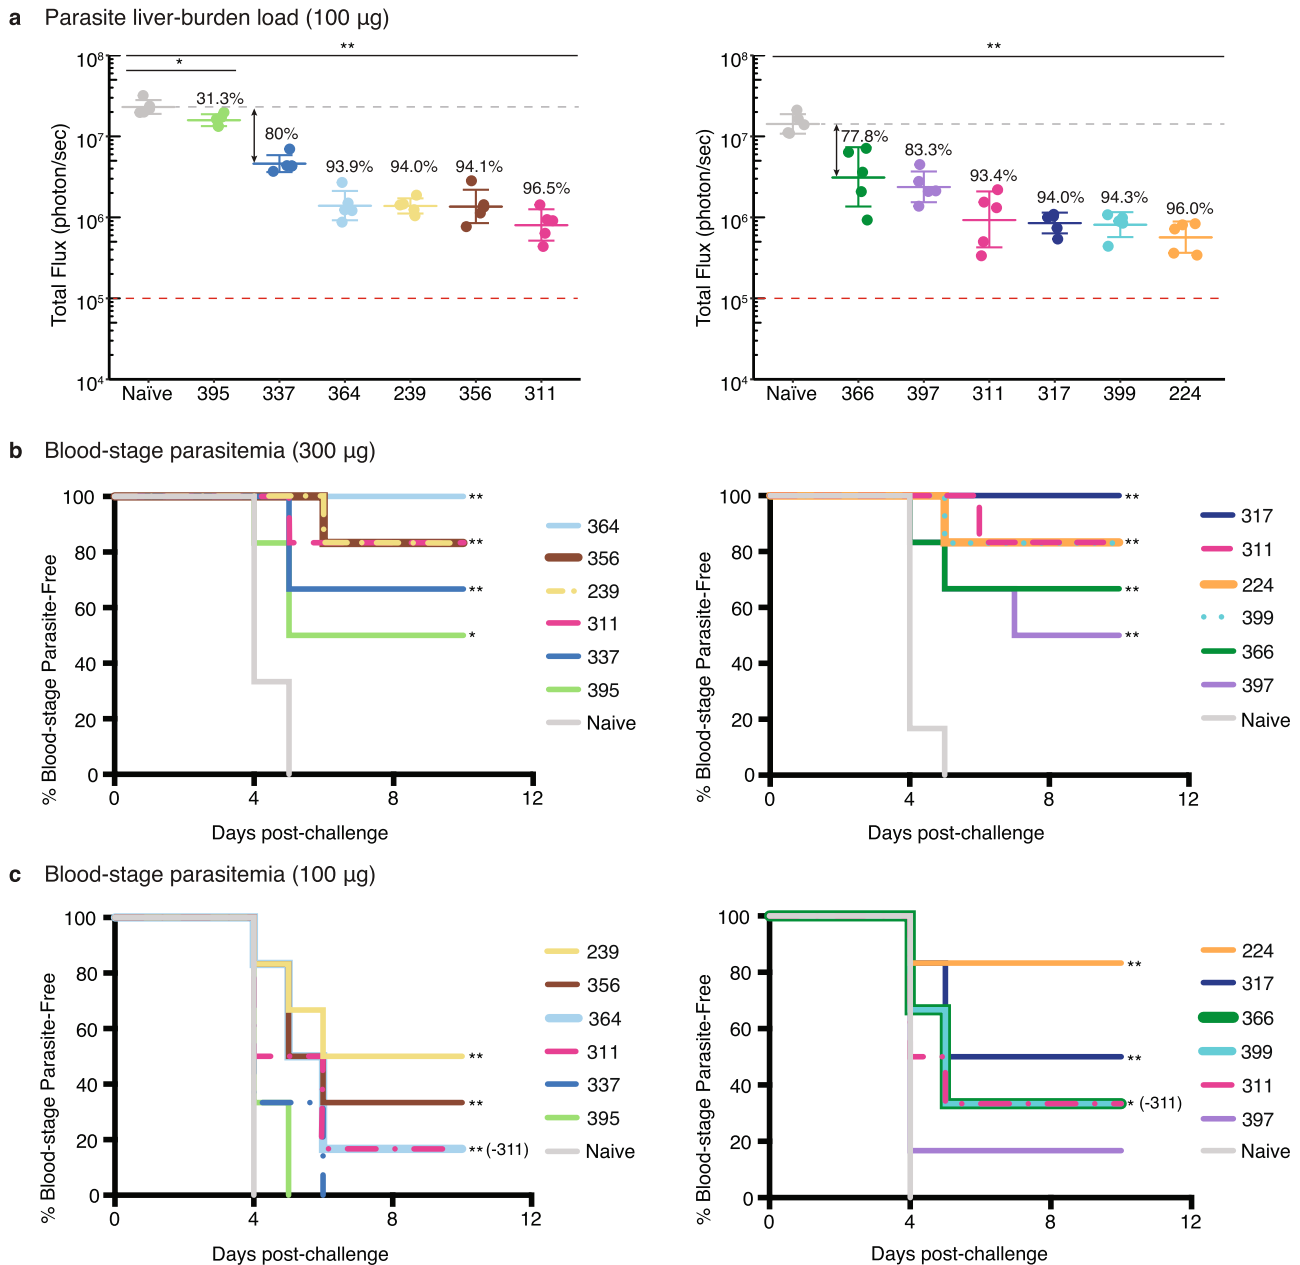 a Parasite liver-burden load (100 µg)
** **
*
10⁸ 10⁸
31.3%
10⁷ 80% 10⁷ 77.8%
83.3%
93.9% 94.0% 94.1% 93.4%
96.5% 94.0% 94.3% 96.0%
10⁶ 10⁶
10⁵ 10⁵
10⁴ 10⁴
Total Flux (photon/sec) Total Flux (photon/sec)
Naïve 395 337 364 239 356 311 Naïve 366 397 311 317 399 224
b Blood-stage parasitemia (300 µg)
% Blood-stage Parasite-Free
100
80
60
40
20
0
0 4 8 12
Days post-challenge
**
**
**
*
364
356
239
311
337
395
Naive
% Blood-stage Parasite-Free
100
80
60
40
20
0
0 4 8 12
Days post-challenge
**
**
**
**
317
311
224
399
366
397
Naive
c Blood-stage parasitemia (100 µg)
% Blood-stage Parasite-Free
100
80
60
40
20
0
0 4 8 12
Days post-challenge
**
**
** (-311)
239
356
364
311
337
395
Naive
% Blood-stage Parasite-Free
100
80
60
40
20
0
0 4 8 12
Days post-challenge
**
**
* (-311)
224
317
366
399
311
397
Naive